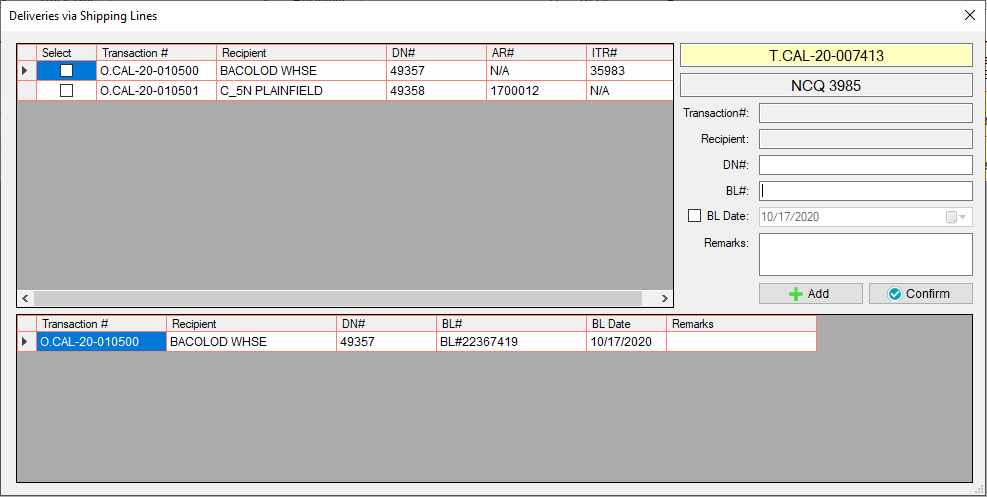 Deliveries via Shipping Lines
Select Transaction # Recipient DN# AR# ITR#
O.CAL-20-010500 BACOLOD WHSE 49357 N/A 35983
O.CAL-20-010501 C_5N PLAINFIELD 49358 1700012 N/A
T.CAL-20-007413
NCQ 3985
Transaction#:
Recipient:
DN#:
BL#:
BL Date: 10/17/2020
Remarks:
Add Confirm
Transaction # Recipient DN# BL# BL Date Remarks
O.CAL-20-010500 BACOLOD WHSE 49357 BL#22367419 10/17/2020